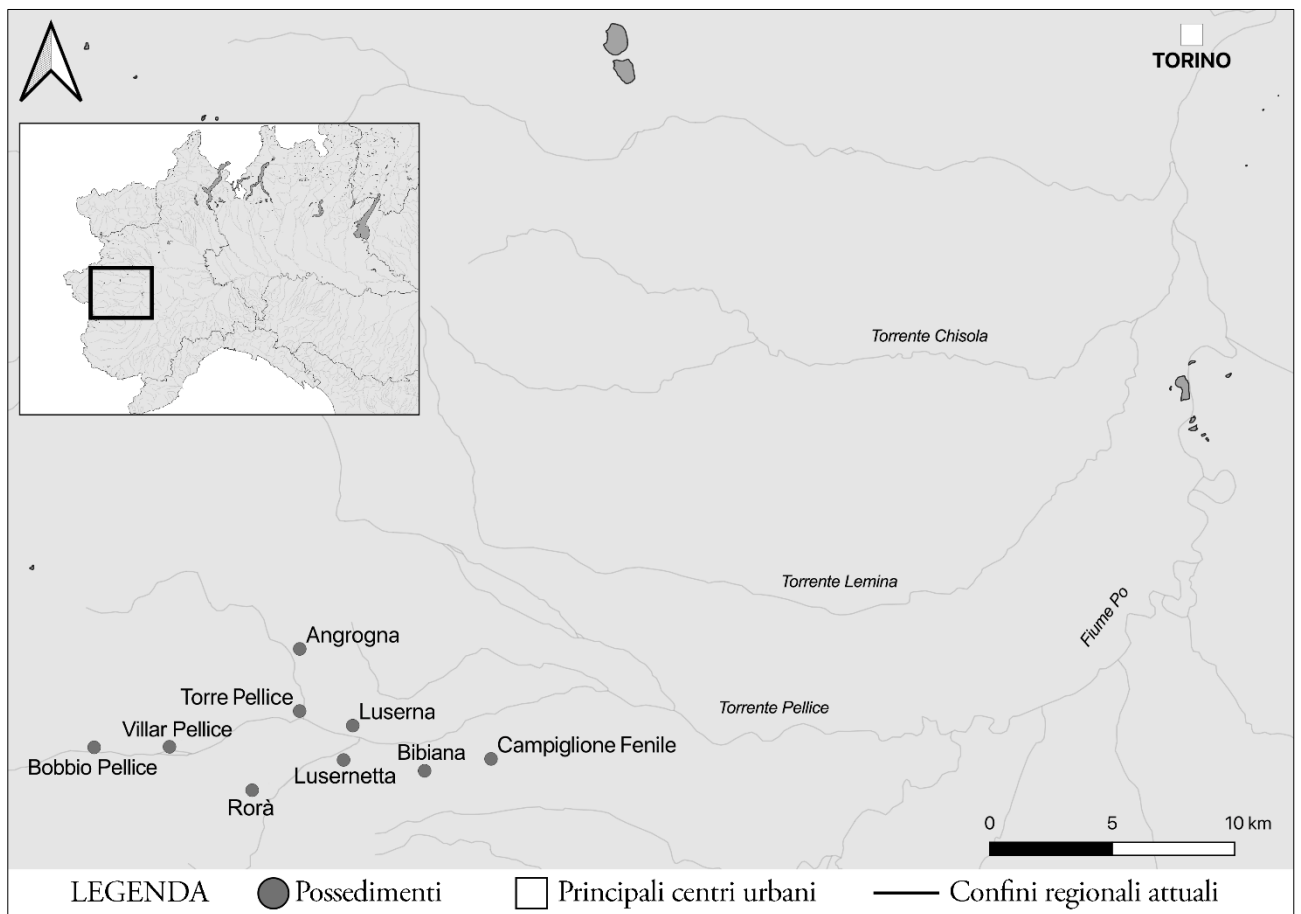 TORINO
Torrente Chisola
Torrente Lemina
Fiume Po
Angrogna
Torre Pellice
Luserna
Torrente Pellice
Villar Pellice
Bobbio Pellice
Bibiana
Campiglione Fenile
Lusernetta
Rorà
0 5 10 km
LEGENDA Possedimenti Principali centri urbani Confini regionali attuali